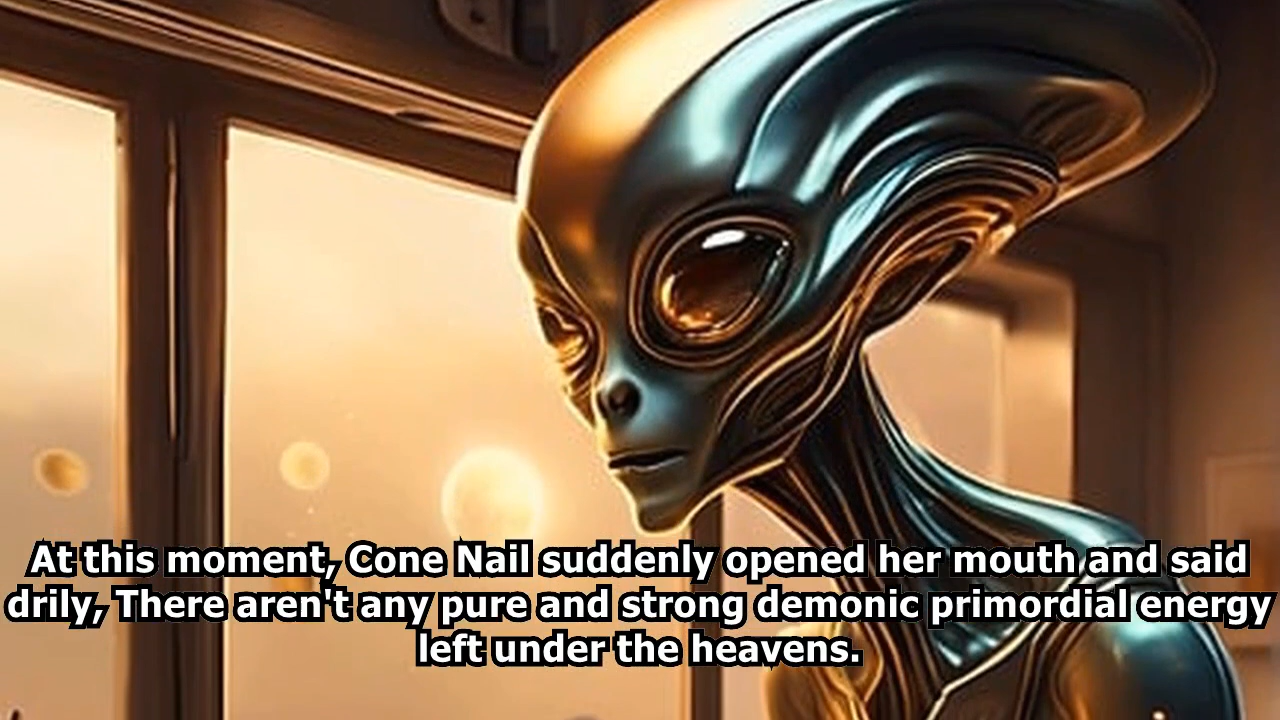 At this moment, Cone Nail suddenly opened her mouth and said
drily, There aren't any pure and strong demonic primordial energy
left under the heavens.